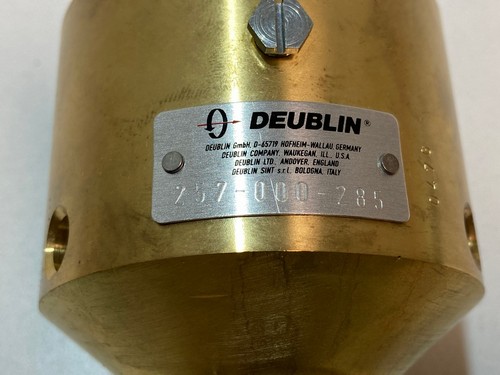 DEUBLIN®
DEUBLIN GmbH, D-65719 HOFHEIM-WALLAU, GERMANY
DEUBLIN COMPANY, WAUKEGAN, ILL., U.S.A.
DEUBLIN LTD., ANDOVER, ENGLAND
DEUBLIN SINT s.r.l., BOLOGNA, ITALY
257-000-285